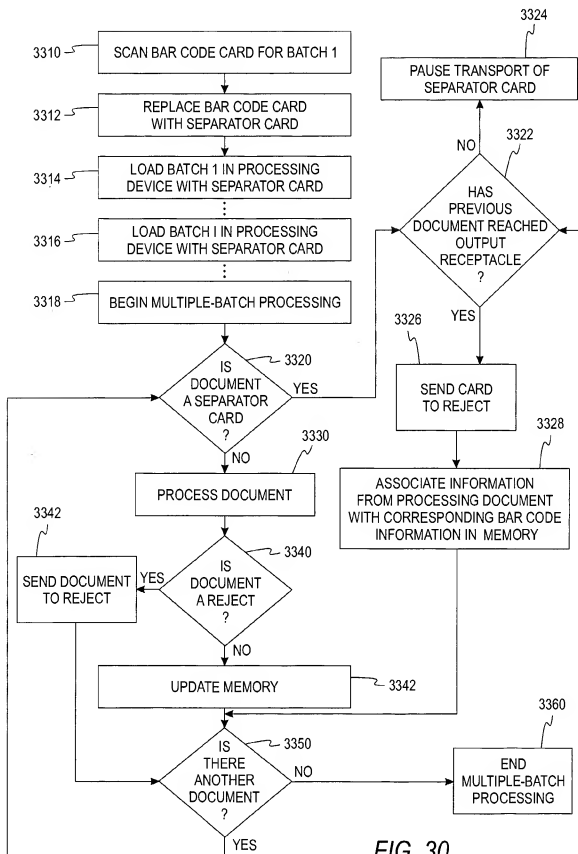 3310
SCAN BAR CODE CARD FOR BATCH 1
3312
REPLACE BAR CODE CARD
WITH SEPARATOR CARD
3314
LOAD BATCH 1 IN PROCESSING
DEVICE WITH SEPARATOR CARD
3316
LOAD BATCH I IN PROCESSING
DEVICE WITH SEPARATOR CARD
3318
BEGIN MULTIPLE-BATCH PROCESSING
3320
IS
DOCUMENT
A SEPARATOR
CARD
?
YES
NO
3324
PAUSE TRANSPORT OF
SEPARATOR CARD
NO
3322
HAS
PREVIOUS
DOCUMENT REACHED
OUTPUT
RECEPTACLE
?
YES
3326
SEND CARD
TO REJECT
3328
ASSOCIATE INFORMATION
FROM PROCESSING DOCUMENT
WITH CORRESPONDING BAR CODE
INFORMATION IN MEMORY
3330
PROCESS DOCUMENT
3340
IS
DOCUMENT
A REJECT
?
YES
3342
SEND DOCUMENT
TO REJECT
NO
UPDATE MEMORY
3342
3350
IS
THERE
ANOTHER
DOCUMENT
?
NO
3360
END
MULTIPLE-BATCH
PROCESSING
YES
FIG. 30